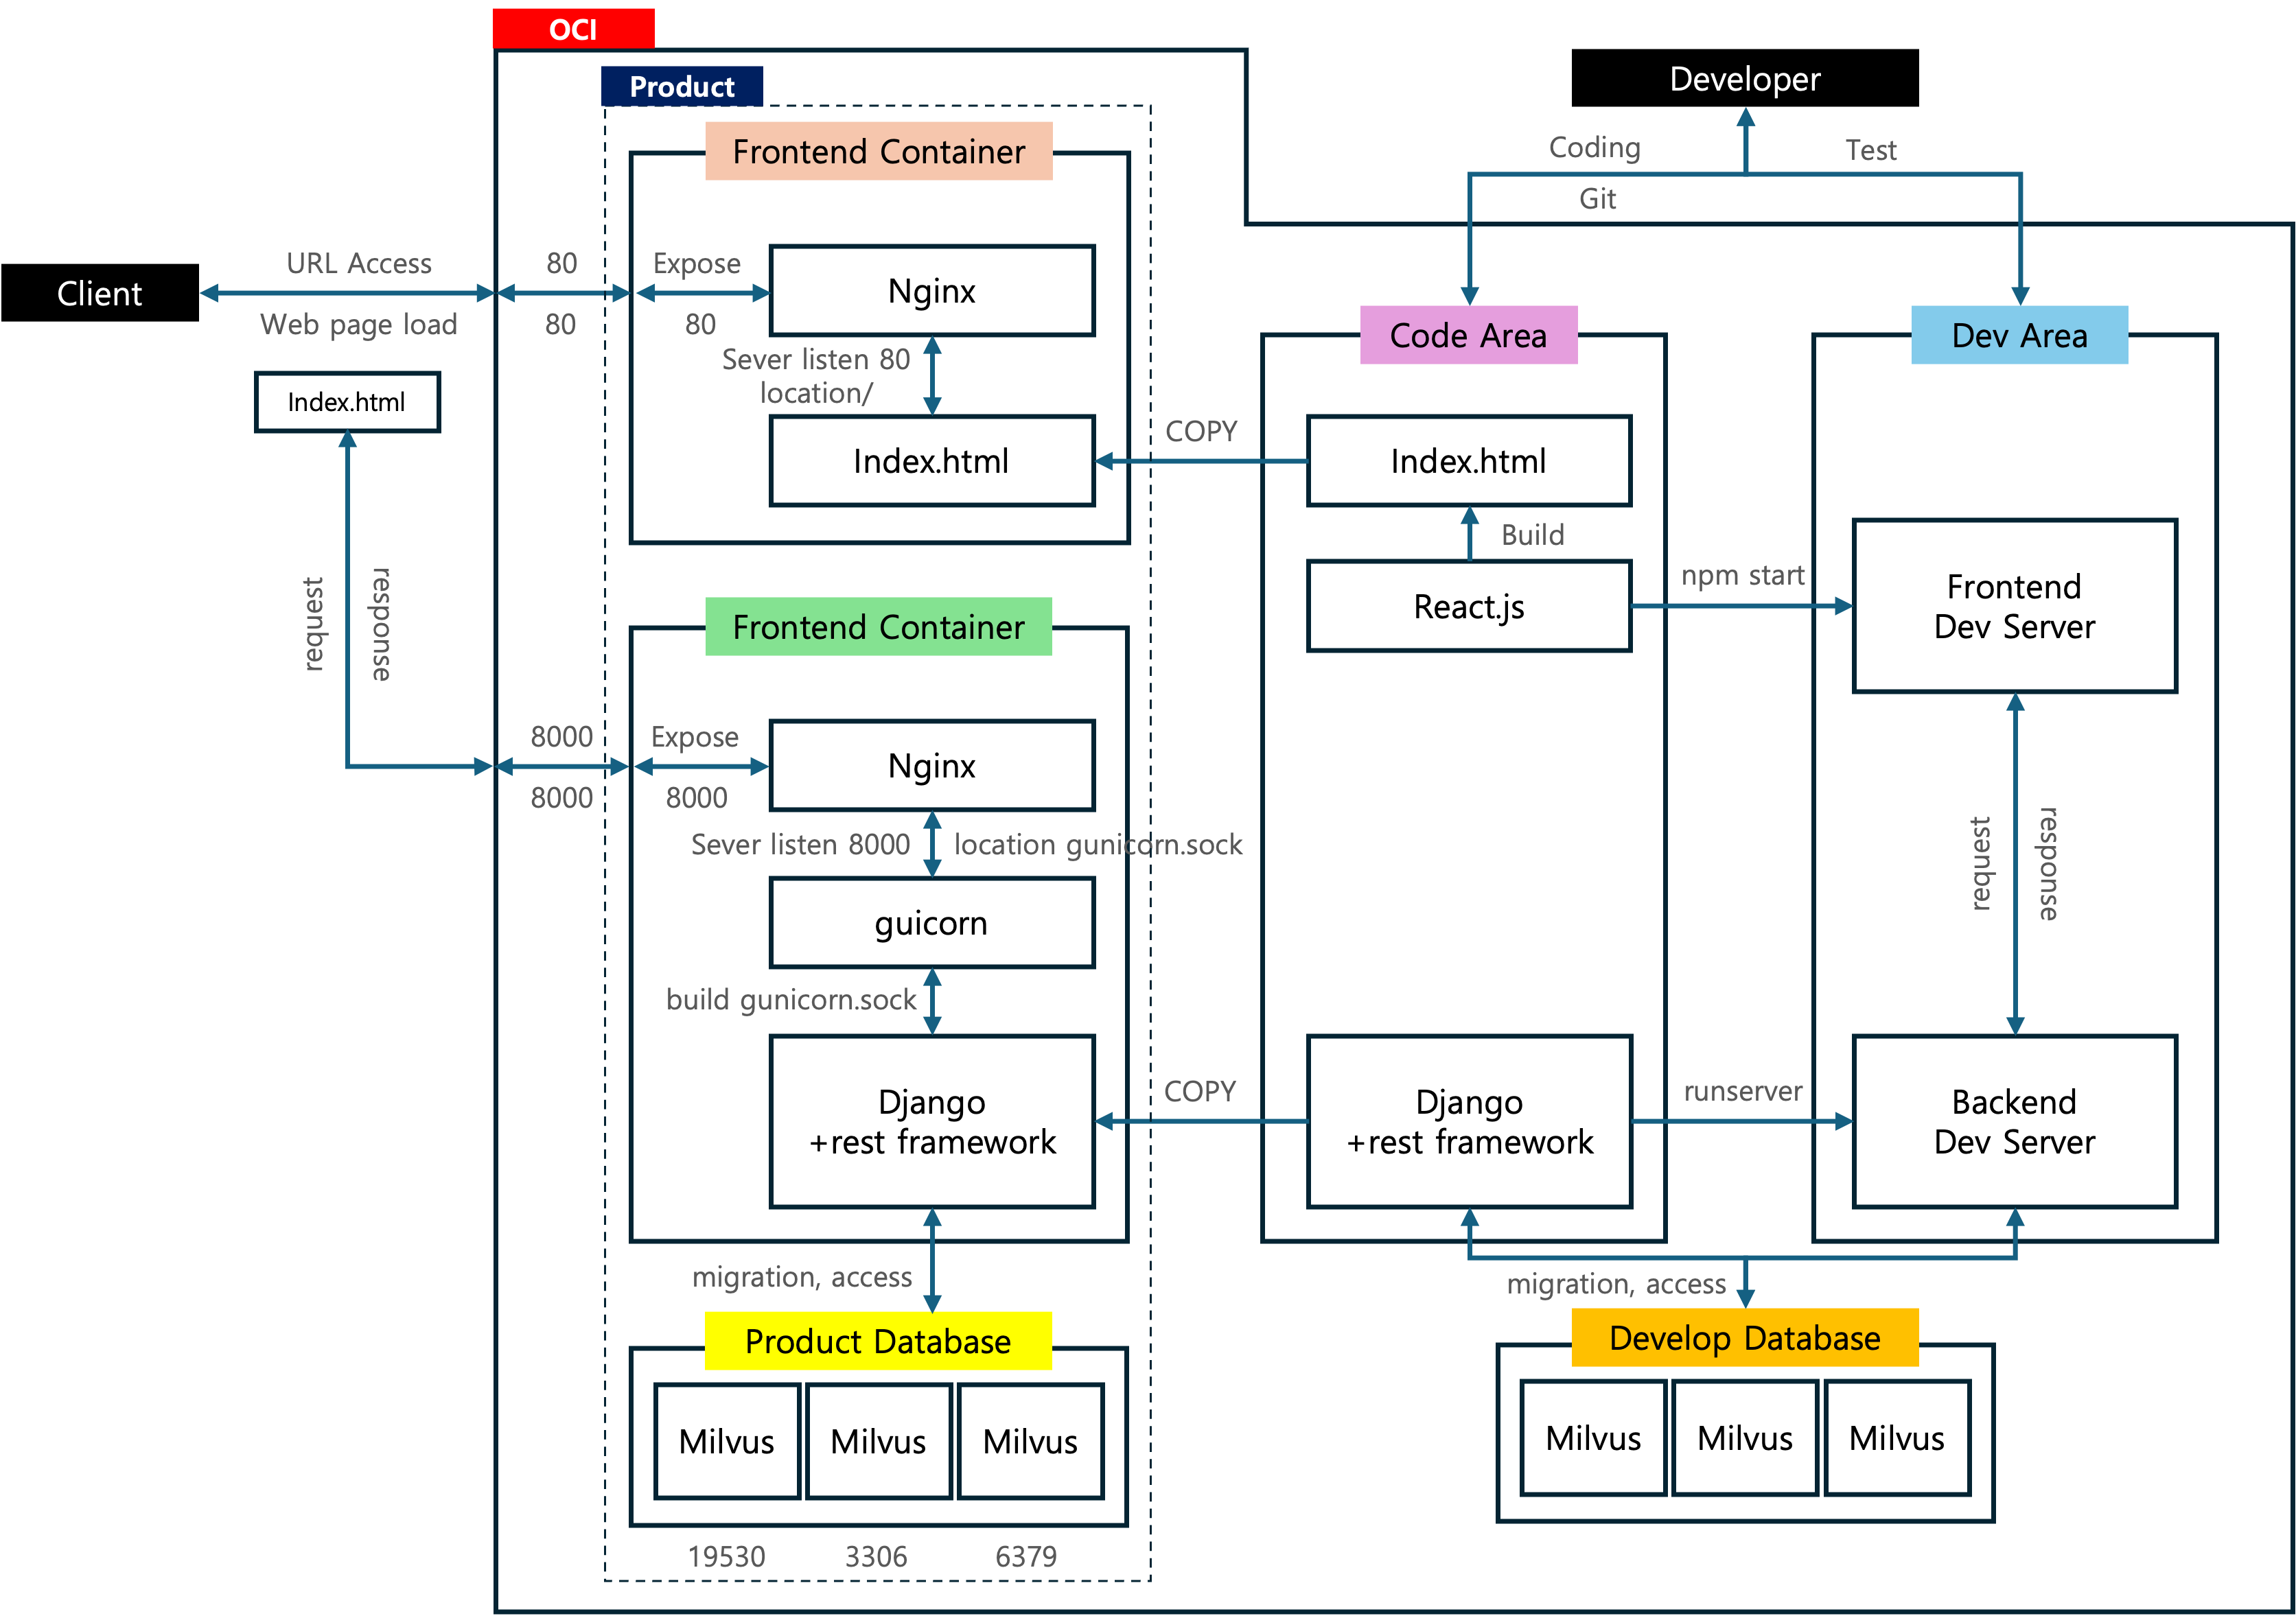 OCI
Product
Developer
Coding
Test
Git
Frontend Container
Client
URL Access
Web page load
80
80
Expose
80
Nginx
Sever listen 80
location/
Index.html
Index.html
COPY
Code Area
Index.html
Build
React.js
npm start
Dev Area
Frontend
Dev Server
request
response
Frontend Container
8000
8000
Expose
8000
Nginx
Sever listen 8000
location gunicorn.sock
guicorn
build gunicorn.sock
Django
+rest framework
COPY
Django
+rest framework
runserver
request
response
Backend
Dev Server
migration, access
Product Database
Milvus
Milvus
Milvus
19530
3306
6379
migration, access
Develop Database
Milvus
Milvus
Milvus